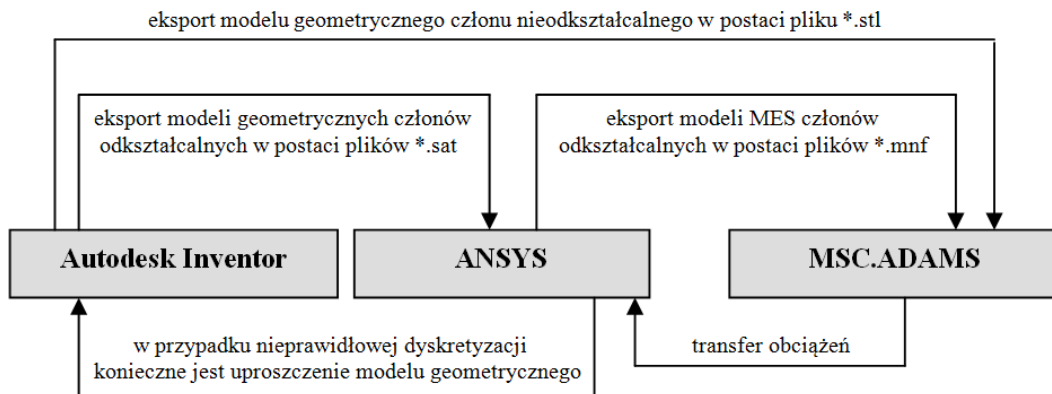 eksport modelu geometrycznego członu nieodkształcalnego w postaci pliku *.stl
eksport modeli geometrycznych członów
odkształcalnych w postaci plików *.sat
eksport modeli MES członów
odkształcalnych w postaci plików *.mnf
Autodesk Inventor
ANSYS
MSC.ADAMS
w przypadku nieprawidłowej dyskretyzacji
konieczne jest uproszczenie modelu geometrycznego
transfer obciążeń